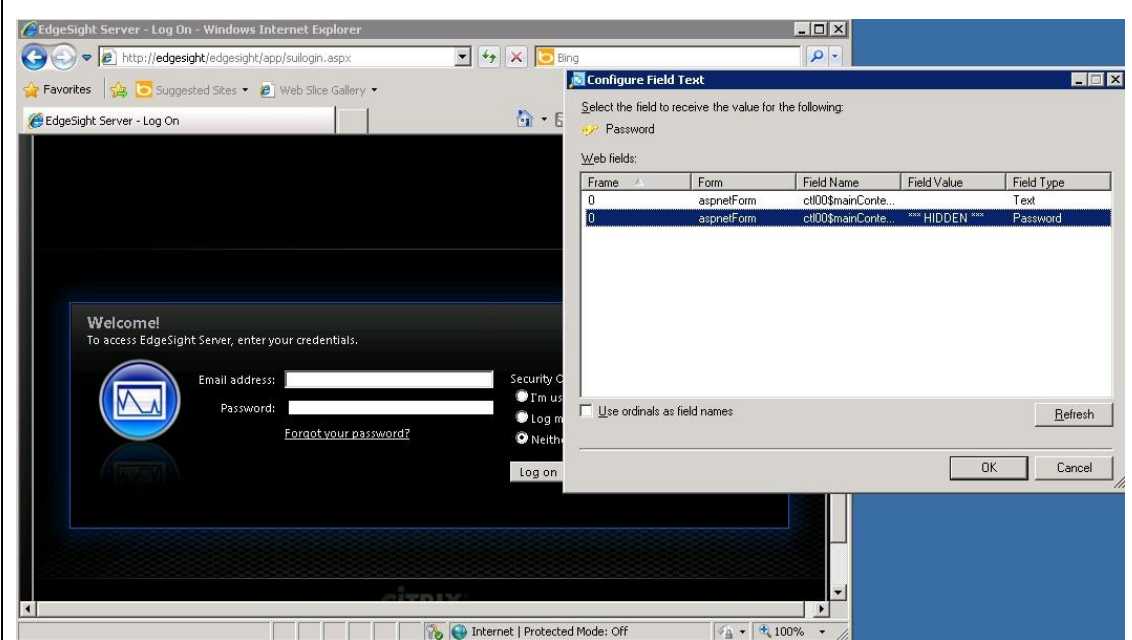 EdgeSight Server - Log On - Windows Internet Explorer
http://edgesight/edgesight/app/suilogin.aspx
Bing
Favorites
Suggested Sites
Web Slice Gallery
EdgeSight Server - Log On
Welcome!
To access EdgeSight Server, enter your credentials.
Email address:
Password:
Forgot your password?
Security
I'm
Log
Log on
CITRIX
Internet | Protected Mode: Off
100%
Configure Field Text
Select the field to receive the value for the following:
Password
Web fields:
Frame Form Field Name Field Value Field Type
0 aspnetForm ctl00$mainConte... Text
0 aspnetForm ctl00$mainConte... *** HIDDEN *** Password
Use ordinals as field names
Refresh
OK Cancel